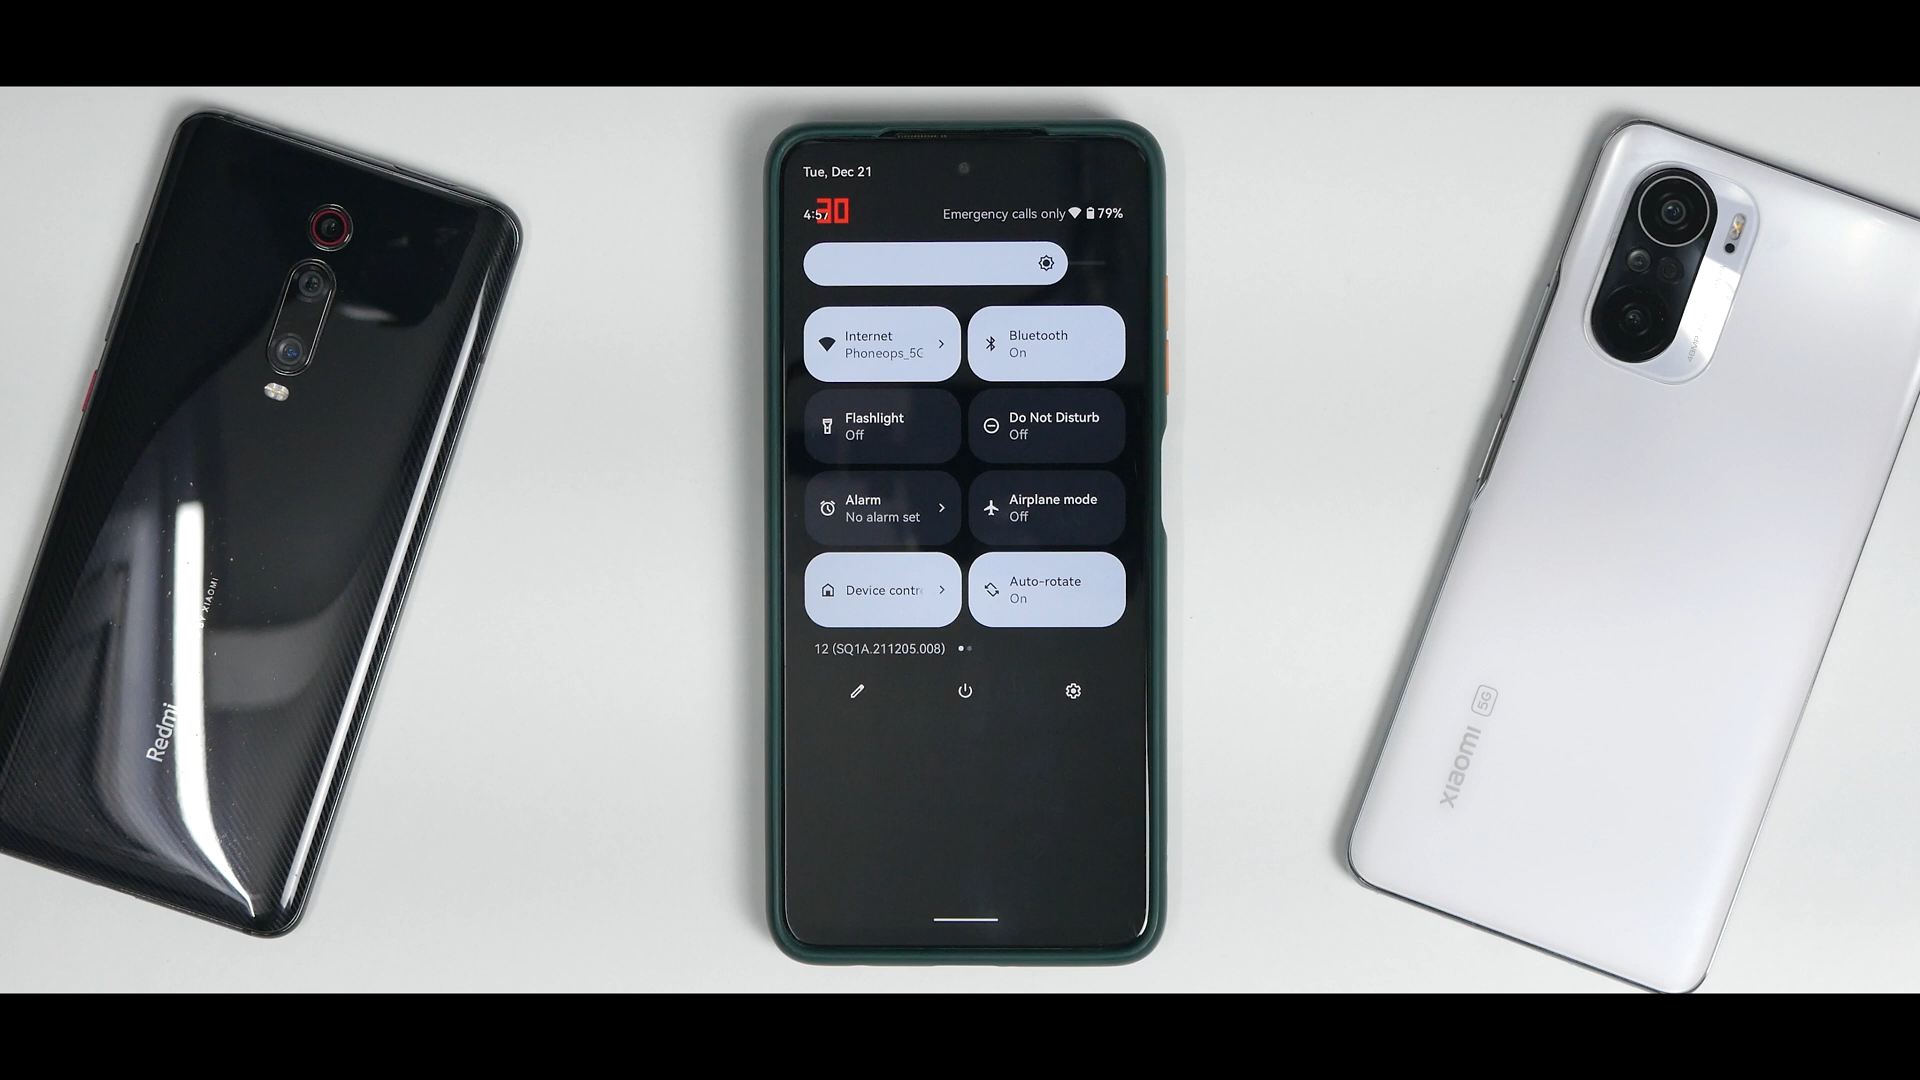 Tue, Dec 21
4:57
30
Emergency calls only 79%
Internet
Phoneops_5G
Bluetooth
On
Flashlight
Off
Do Not Disturb
Off
Alarm
No alarm set
Airplane mode
Off
Device contr
Auto-rotate
On
12 (SQ1A.211205.008)
Redmi
BY XIAOMI
xiaomi 5G